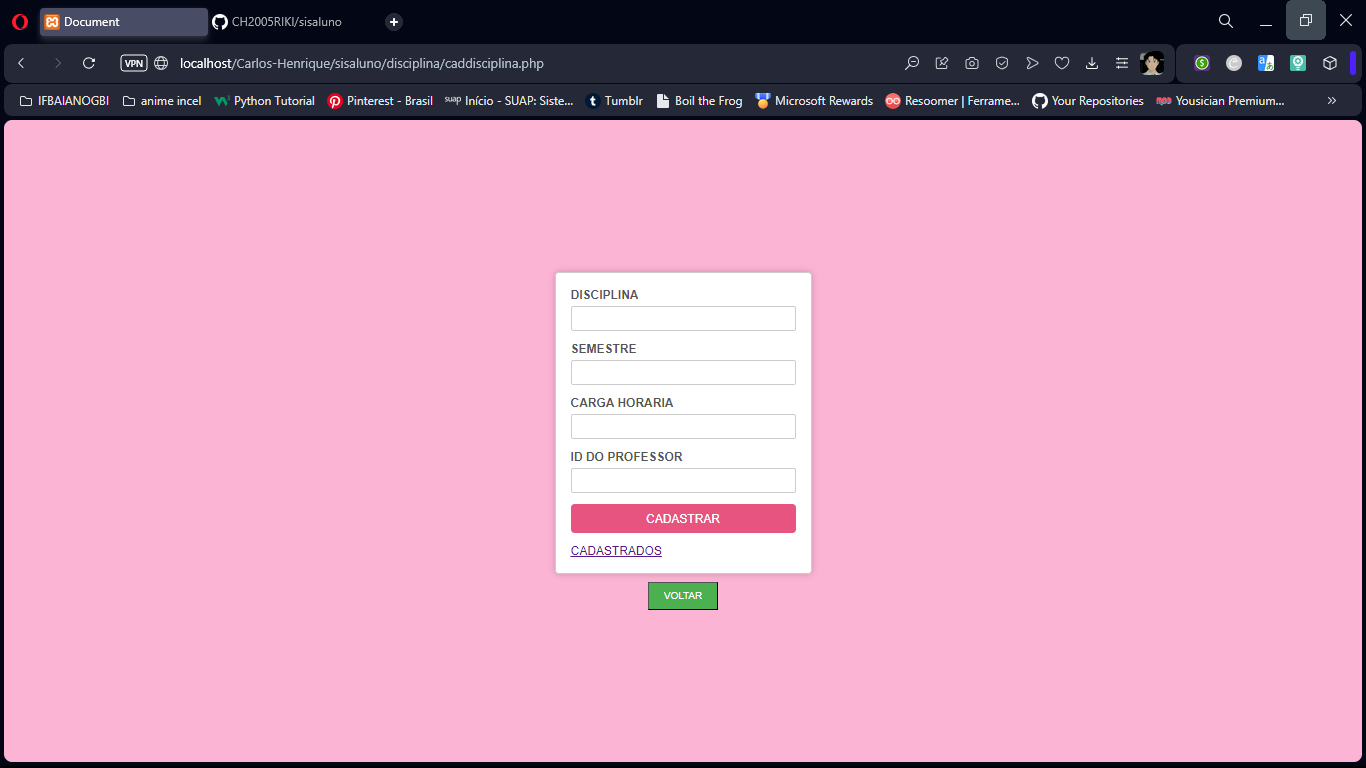 Document
CH2005RIKI/sisaluno
VPN
localhost/Carlos-Henrique/sisaluno/disciplina/caddisciplina.php
IFBAIANOGBI
anime incel
Python Tutorial
Pinterest - Brasil
suap Início - SUAP: Siste...
Tumblr
Boil the Frog
Microsoft Rewards
Resoomer | Ferrame...
Your Repositories
Yousician Premium...
DISCIPLINA
SEMESTRE
CARGA HORARIA
ID DO PROFESSOR
CADASTRAR
CADASTRADOS
VOLTAR